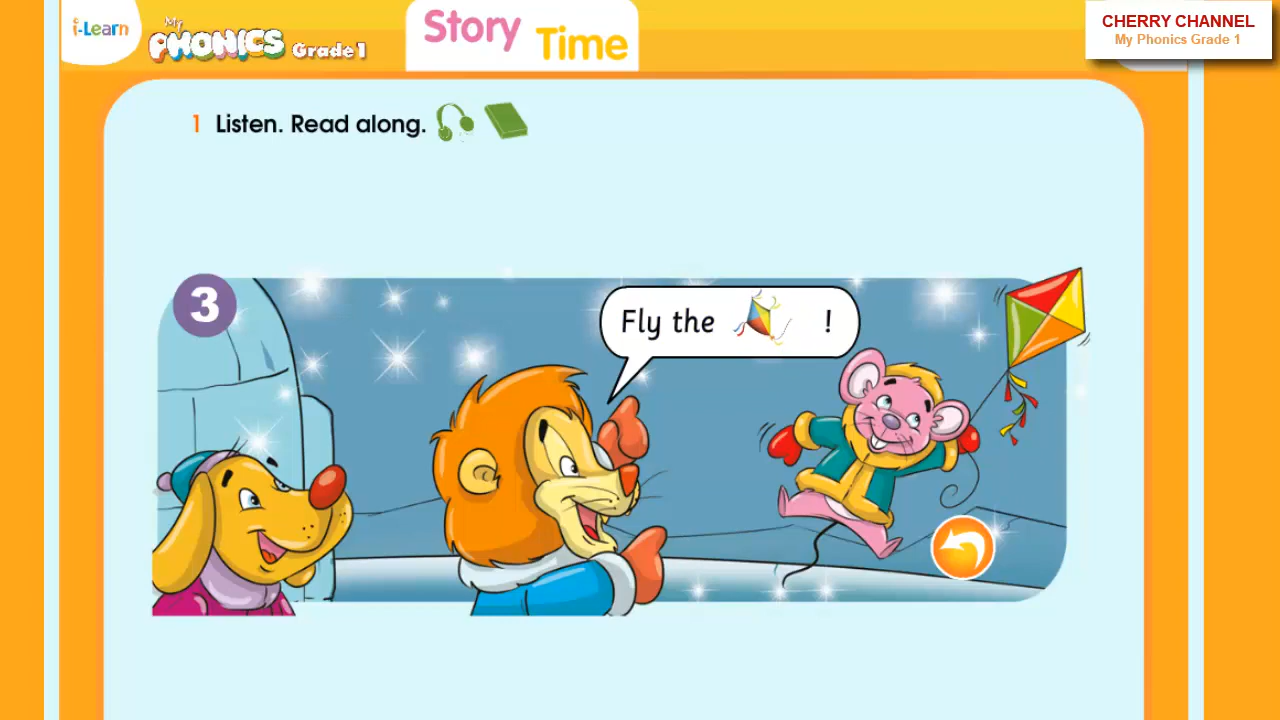 i-Learn
My
PHONICS Grade 1
Story
Time
CHERRY CHANNEL
My Phonics Grade 1
1 Listen. Read along.
3
Fly the !